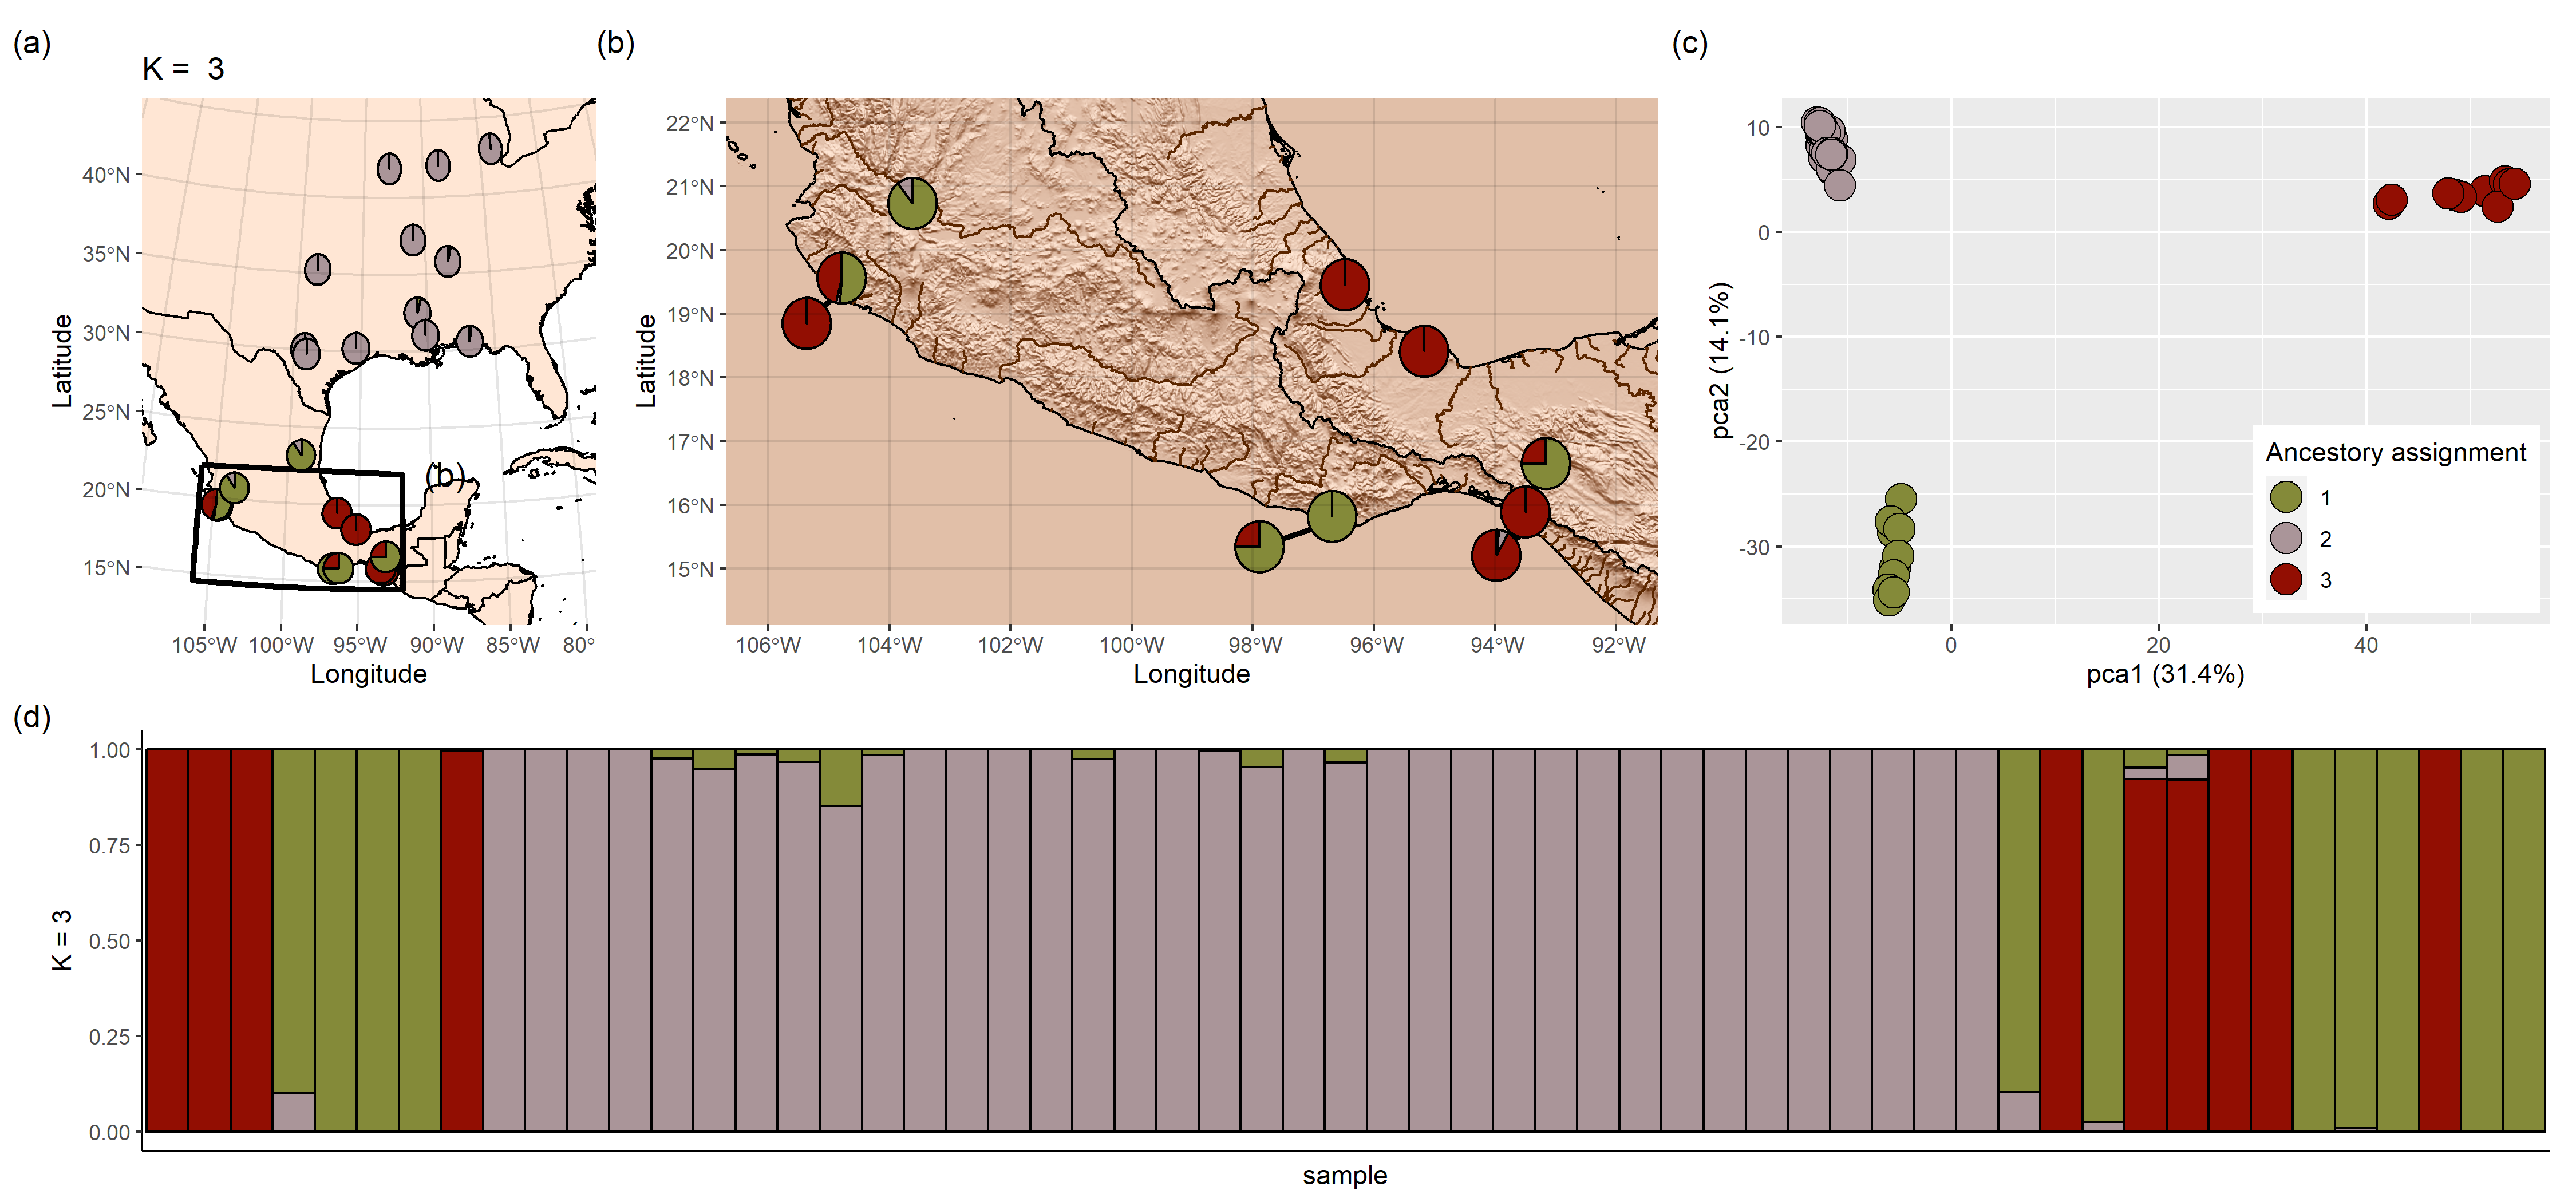 (a)
K =  3
40°N
35°N
30°N
25°N
20°N
15°N
Latitude
(b)
105°W 100°W 95°W 90°W 85°W 80°
Longitude
(b)
22°N
21°N
20°N
19°N
18°N
17°N
16°N
15°N
Latitude
106°W 104°W 102°W 100°W 98°W 96°W 94°W 92°W
Longitude
(c)
10
0
-10
-20
-30
pca2 (14.1%)
Ancestory assignment
1
2
3
0 20 40
pca1 (31.4%)
(d)
1.00
0.75
0.50
0.25
0.00
K = 3
sample